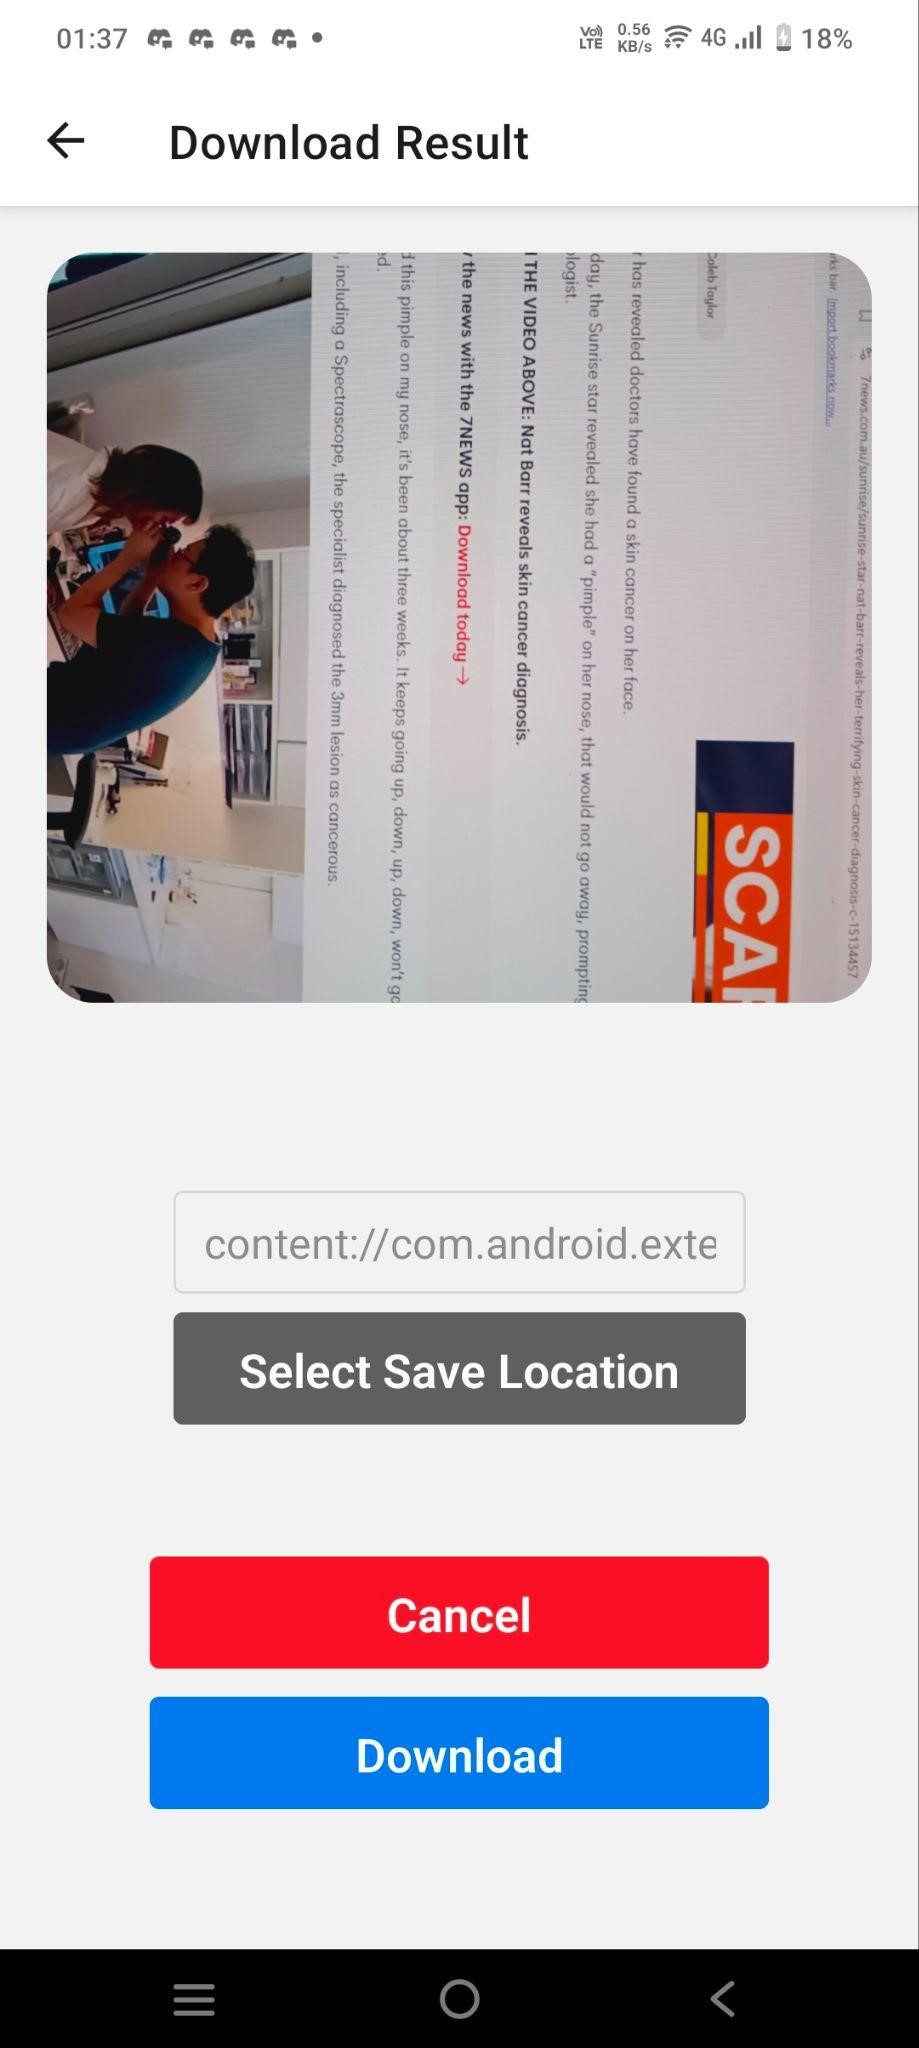 01:37
Vo)) LTE
0.56 KB/s
4G
18%
Download Result
7news.com.au/sunrise/sunrise-star-nat-barr-reveals-her-terrifying-skin-cancer-diagnosis-c-15134457
rks bar. Import bookmarks now...
SCA
Caleb Taylor
r has revealed doctors have found a skin cancer on her face.
day, the Sunrise star revealed she had a "pimple" on her nose, that would not go away, prompting
ologist.
THE VIDEO ABOVE: Nat Barr reveals skin cancer diagnosis.
the news with the 7NEWS app: Download today →
d this pimple on my nose, it's been about three weeks. It keeps going up, down, up, down, won't go
ed.
, including a Spectrascope, the specialist diagnosed the 3mm lesion as cancerous.
content://com.android.exte
Select Save Location
Cancel
Download